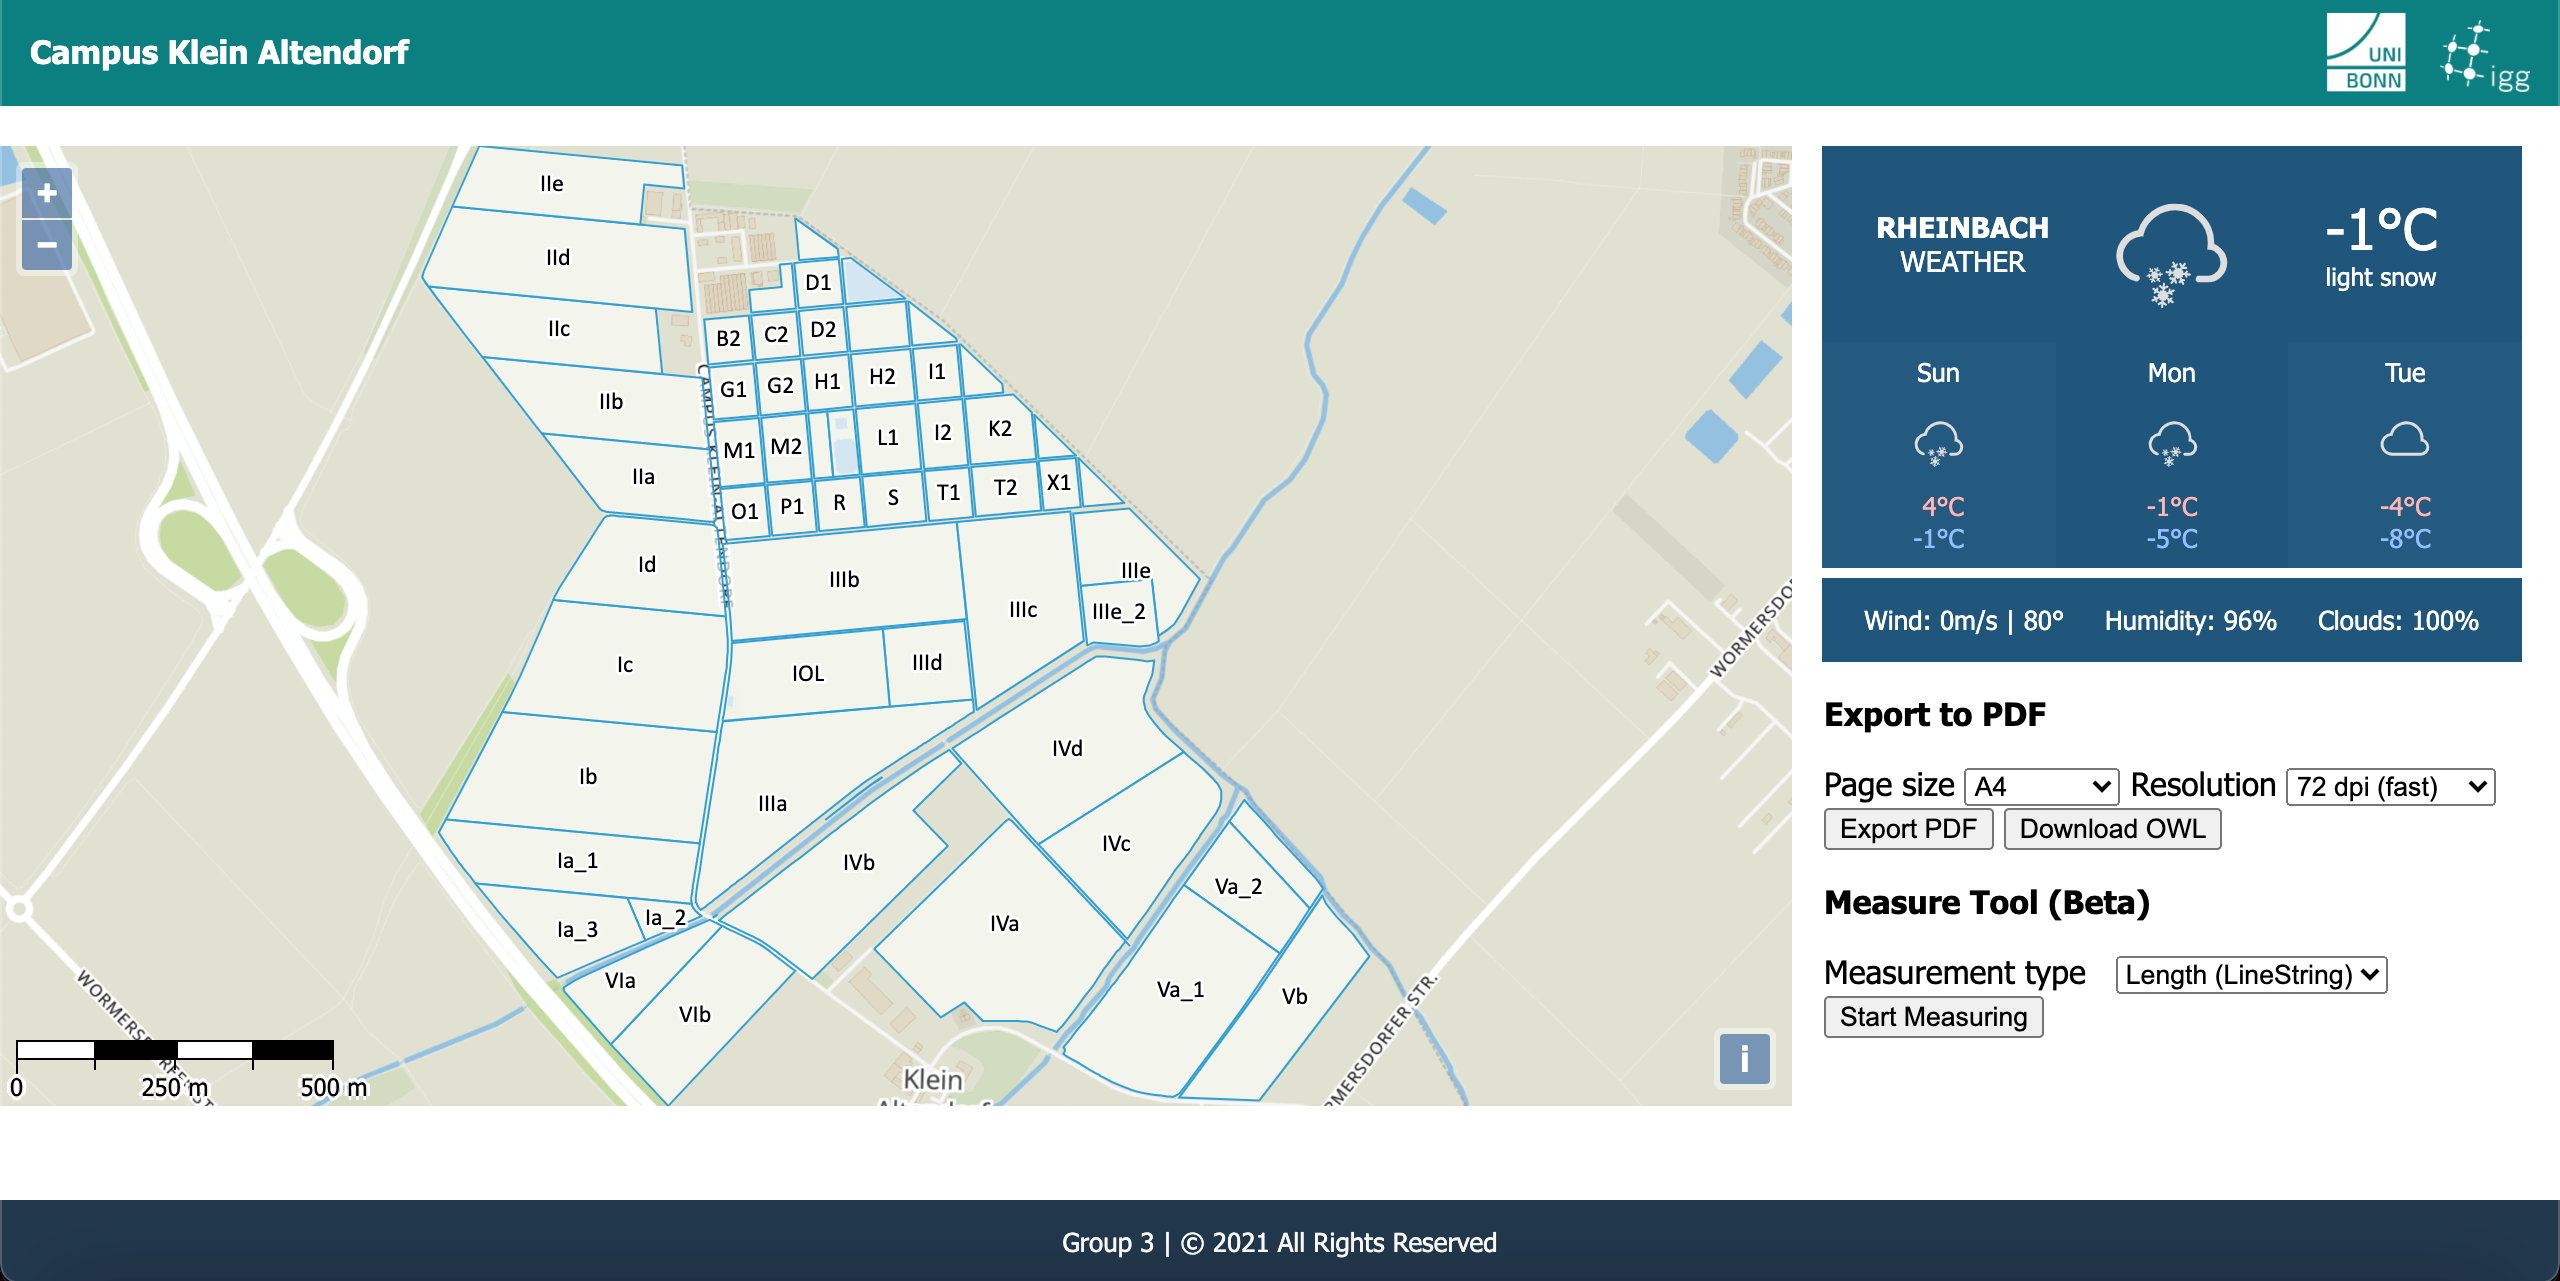 Campus Klein Altendorf
UNI
BONN
igg
+
−
IIe
IId
IIc
IIb
IIa
Id
Ic
Ib
Ia_1
Ia_3
Ia_2
VIa
VIb
D1
B2 C2 D2
G1 G2 H1 H2 I1
M1 M2 L1 I2 K2
O1 P1 R S T1 T2 X1
CAMPUS KLEIN-ALTENDORF
IIIb
IIIc
IIIe
IIIe_2
IOL
IIId
IIIa
IVd
IVc
IVb
IVa
Va_2
Va_1
Vb
Klein
0 250 m 500 m
i
RHEINBACH
WEATHER
-1°C
light snow
Sun Mon Tue
4°C -1°C -4°C
-1°C -5°C -8°C
Wind: 0m/s | 80° Humidity: 96% Clouds: 100%
Export to PDF
Page size A4 Resolution 72 dpi (fast)
Export PDF Download OWL
Measure Tool (Beta)
Measurement type Length (LineString)
Start Measuring
Group 3 | © 2021 All Rights Reserved